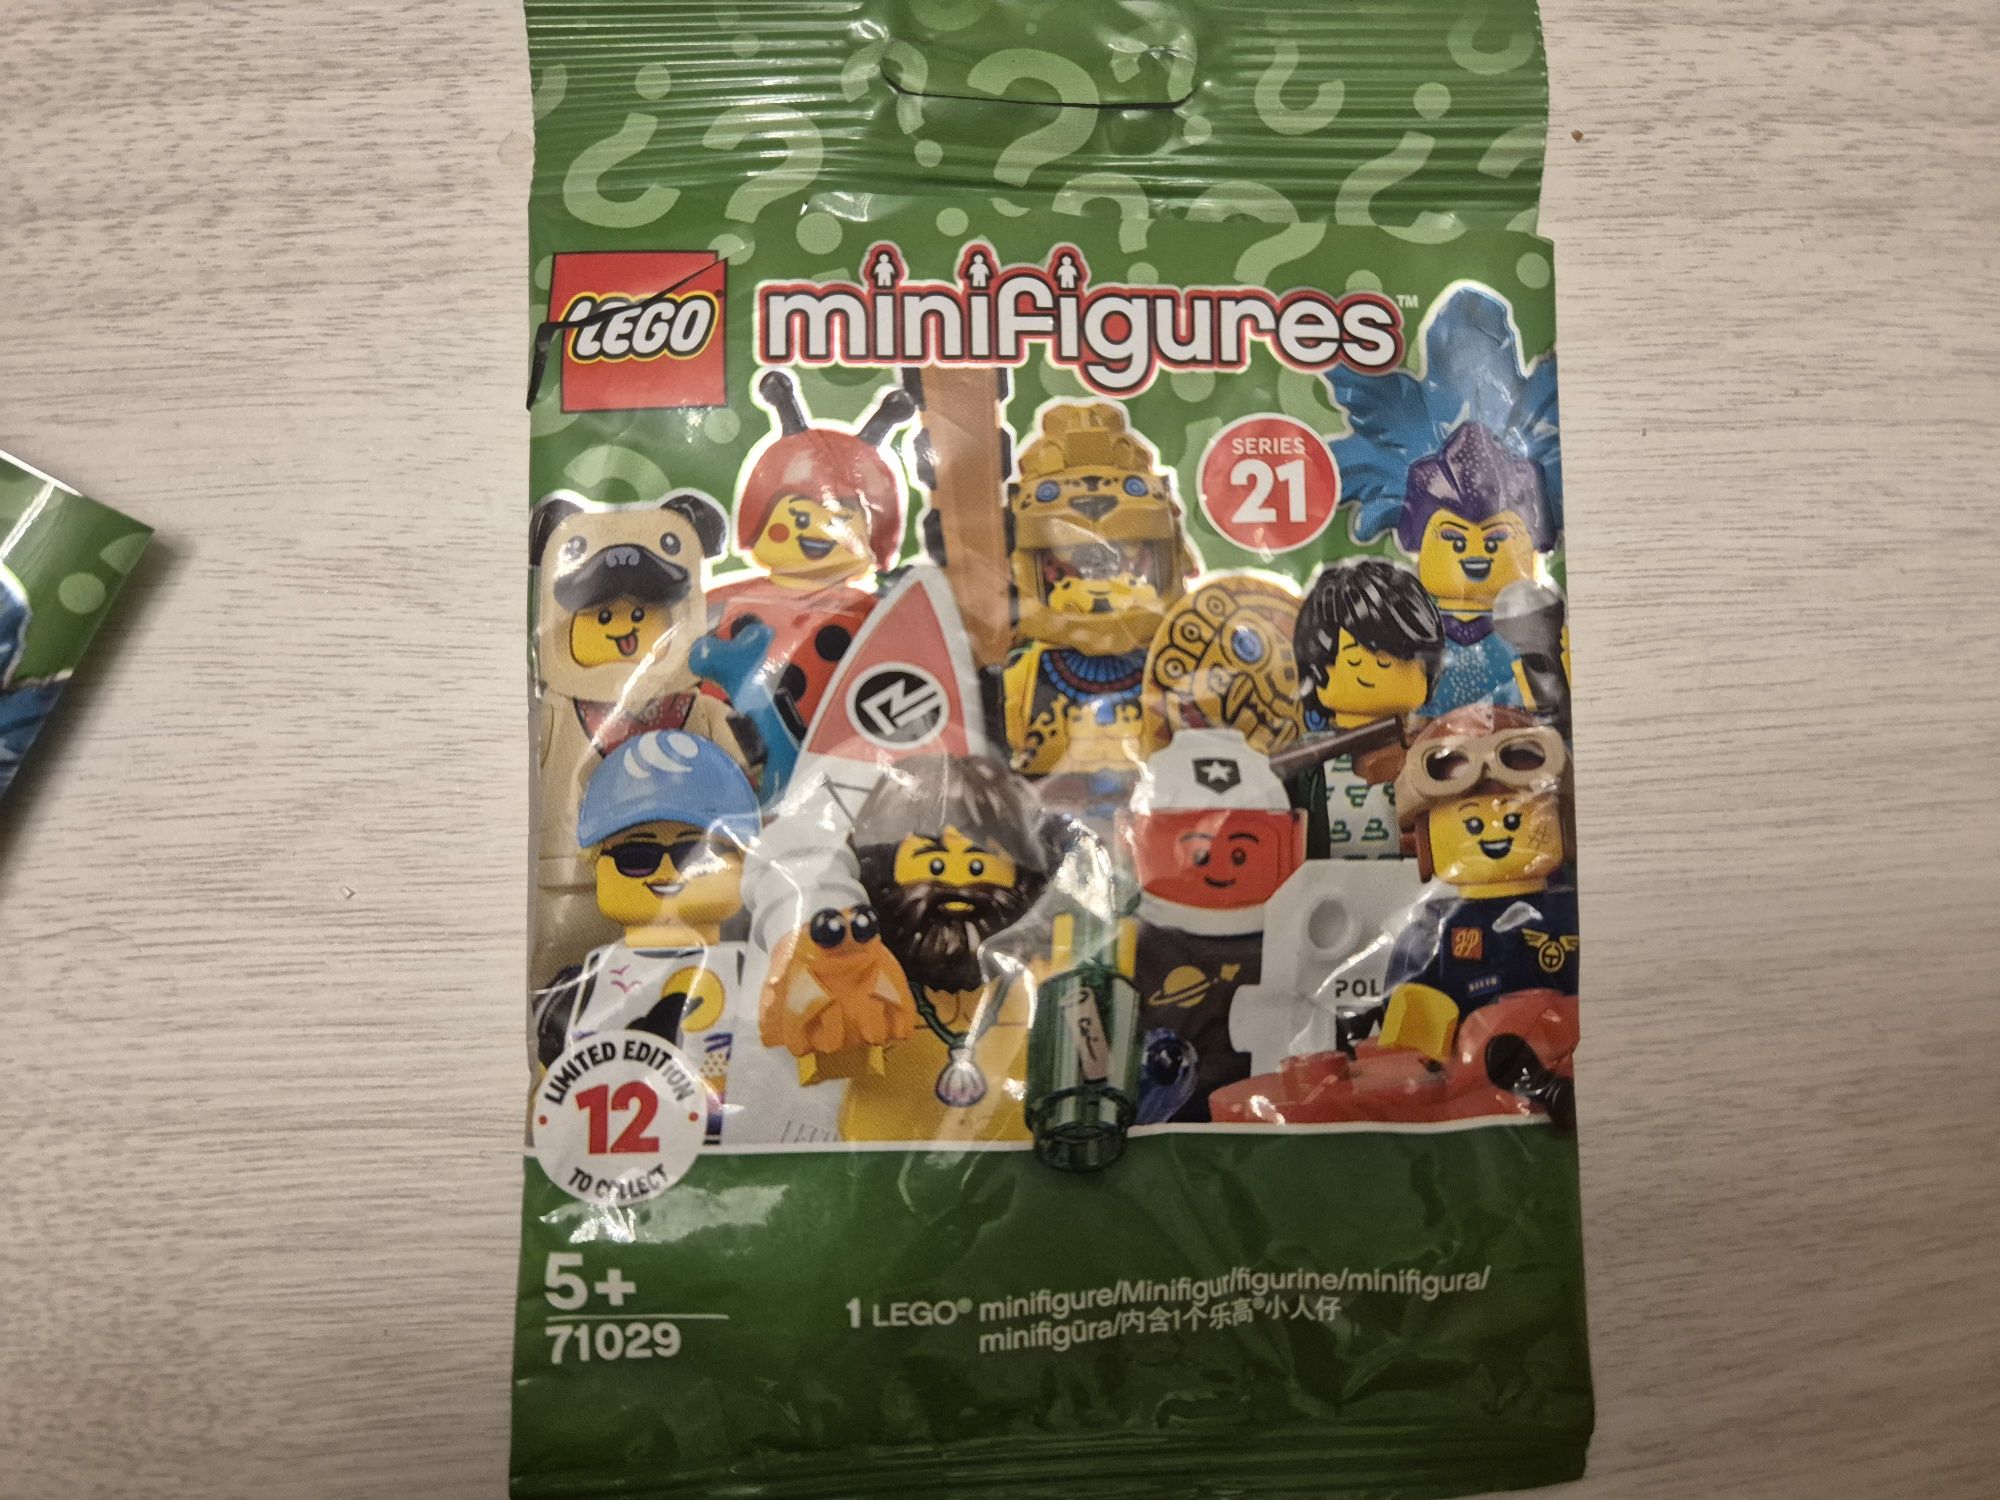 LEGO
minifigures™
SERIES
21
POL
LIMITED EDITION
12
TO COLLECT
5+
71029
1 LEGO® minifigure/Minifigur/figurine/minifigura/
minifigūra/内含1个乐高®小人仔